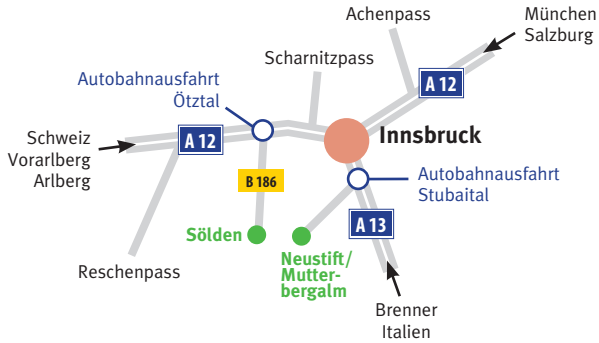 Achenpass
München
Salzburg
Scharnitzpass
Autobahnausfahrt
Ötztal
A 12
Schweiz
Vorarlberg
Arlberg
A 12
Innsbruck
B 186
Autobahnausfahrt
Stubaital
A 13
Sölden
Neustift/
Mutter-
bergalm
Reschenpass
Brenner
Italien